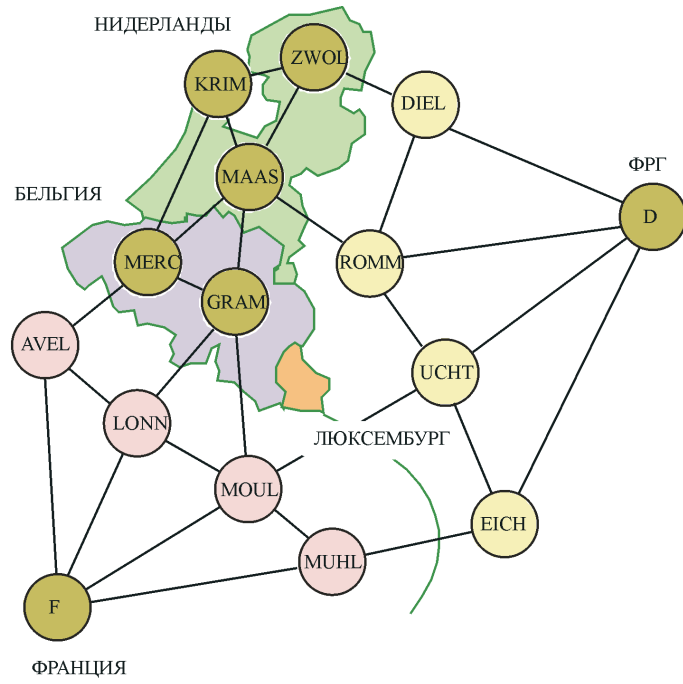 НИДЕРЛАНДЫ
ZWOL
KRIM
DIEL
ФРГ
MAAS
БЕЛЬГИЯ
D
MERC
ROMM
GRAM
AVEL
UCHT
LONN
ЛЮКСЕМБУРГ
MOUL
EICH
MUHL
F
ФРАНЦИЯ